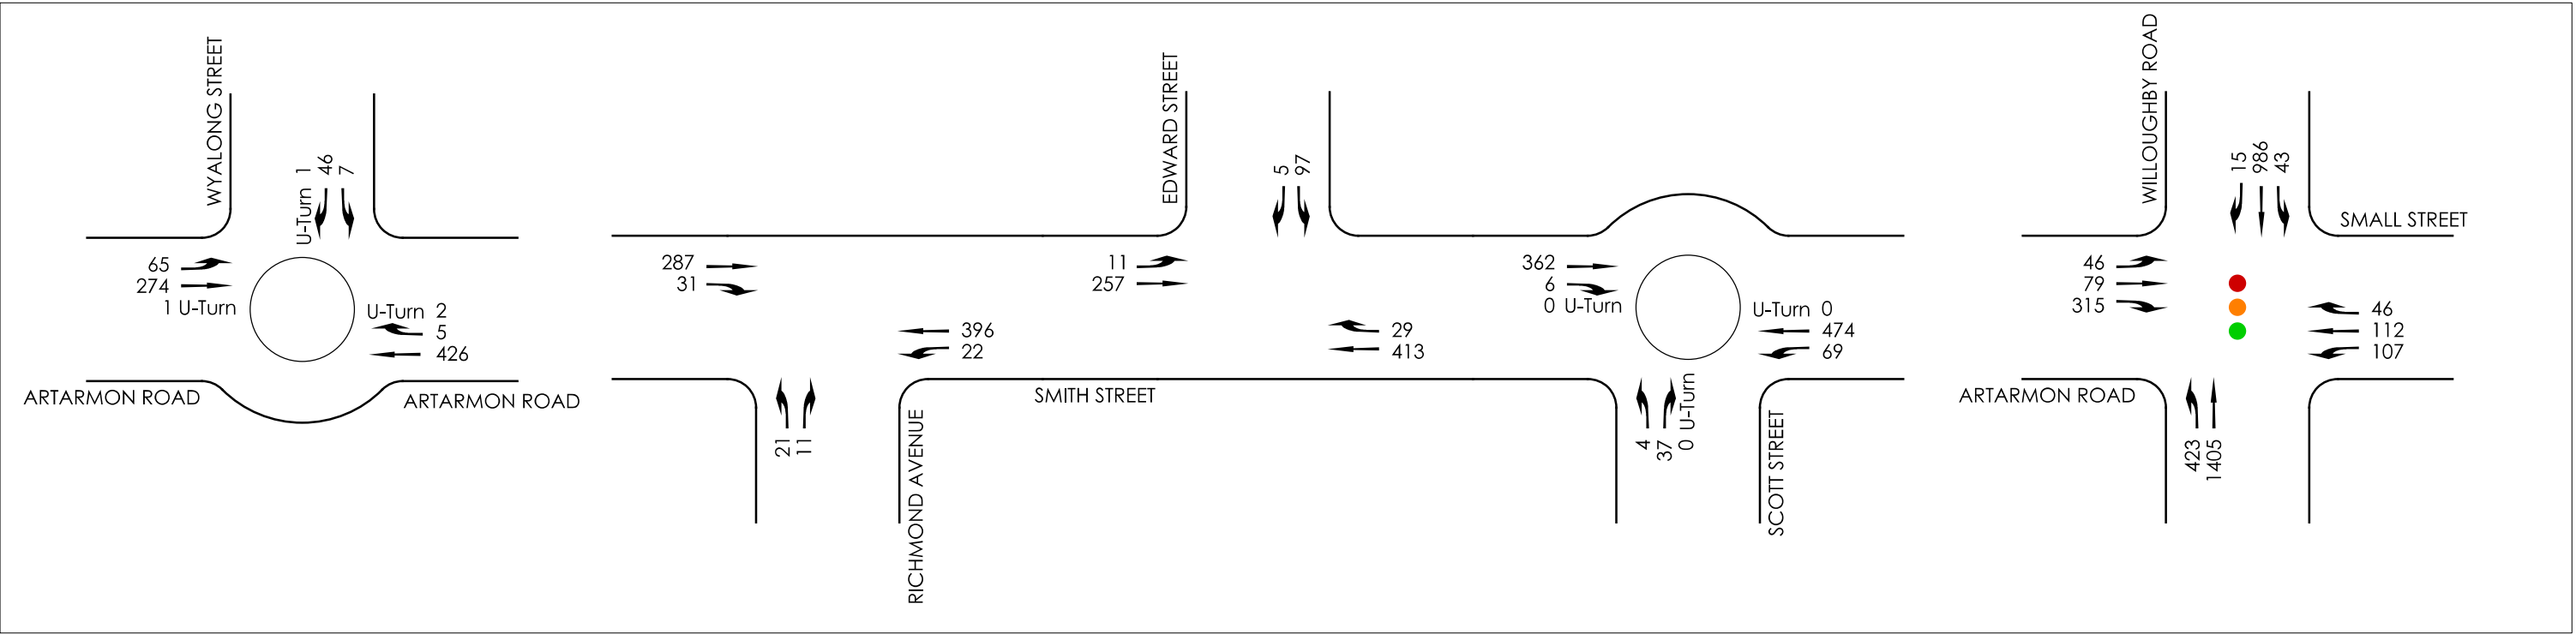 WYALONG STREET
U-Turn 1
46
7
65
274
1 U-Turn
U-Turn 2
5
426
ARTARMON ROAD
ARTARMON ROAD
287
31
396
22
21
11
RICHMOND AVENUE
SMITH STREET
EDWARD STREET
5
97
11
257
29
413
362
6
0 U-Turn
U-Turn 0
474
69
4
37
0 U-Turn
SCOTT STREET
WILLOUGHBY ROAD
15
986
43
SMALL STREET
46
79
315
46
112
107
ARTARMON ROAD
423
1405